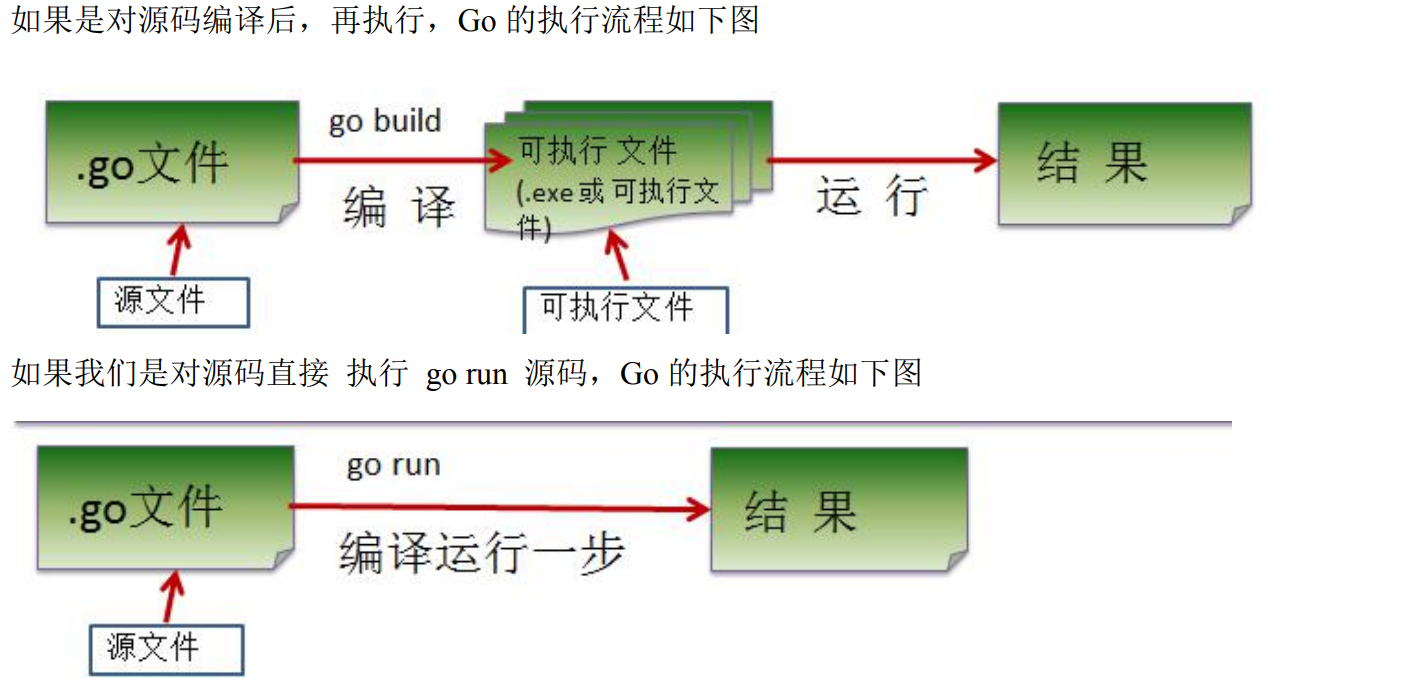 如果是对源码编译后，再执行，Go 的执行流程如下图
.go文件
go build
编 译
可执行 文件
(.exe或 可执行文
件)
运 行
结 果
源文件
可执行文件
如果我们是对源码直接 执行 go run 源码，Go 的执行流程如下图
.go文件
go run
编译运行一步
结 果
源文件